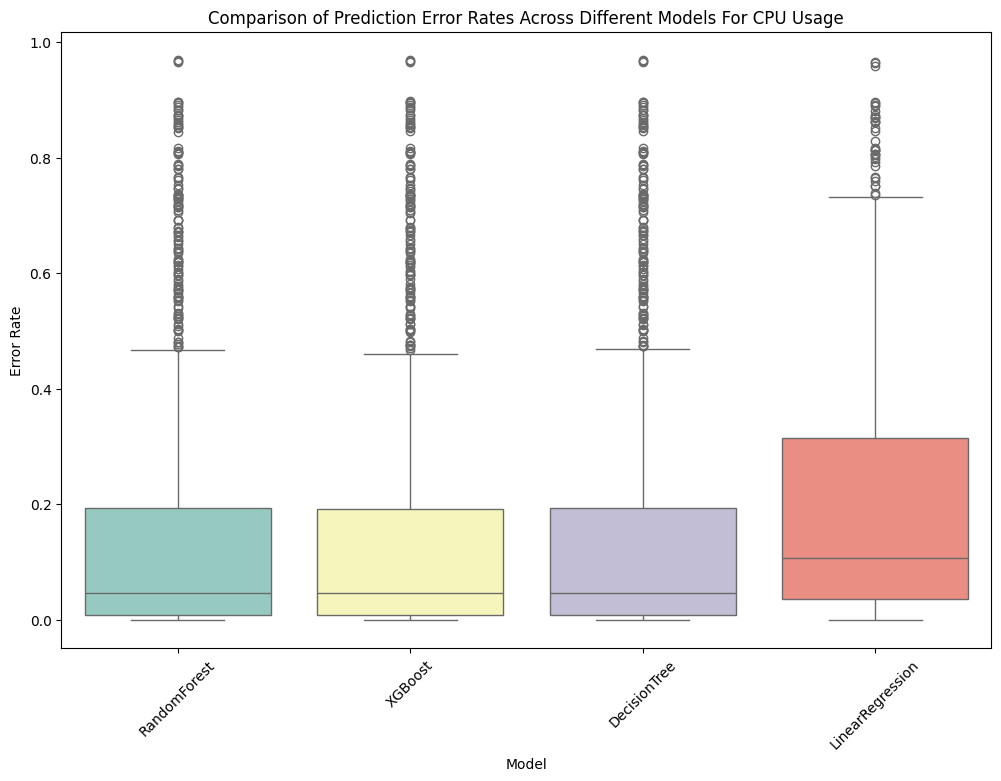 Comparison of Prediction Error Rates Across Different Models For CPU Usage
1.0
0.8
0.6
0.4
0.2
0.0
Error Rate
RandomForest
XGBoost
DecisionTree
LinearRegression
Model